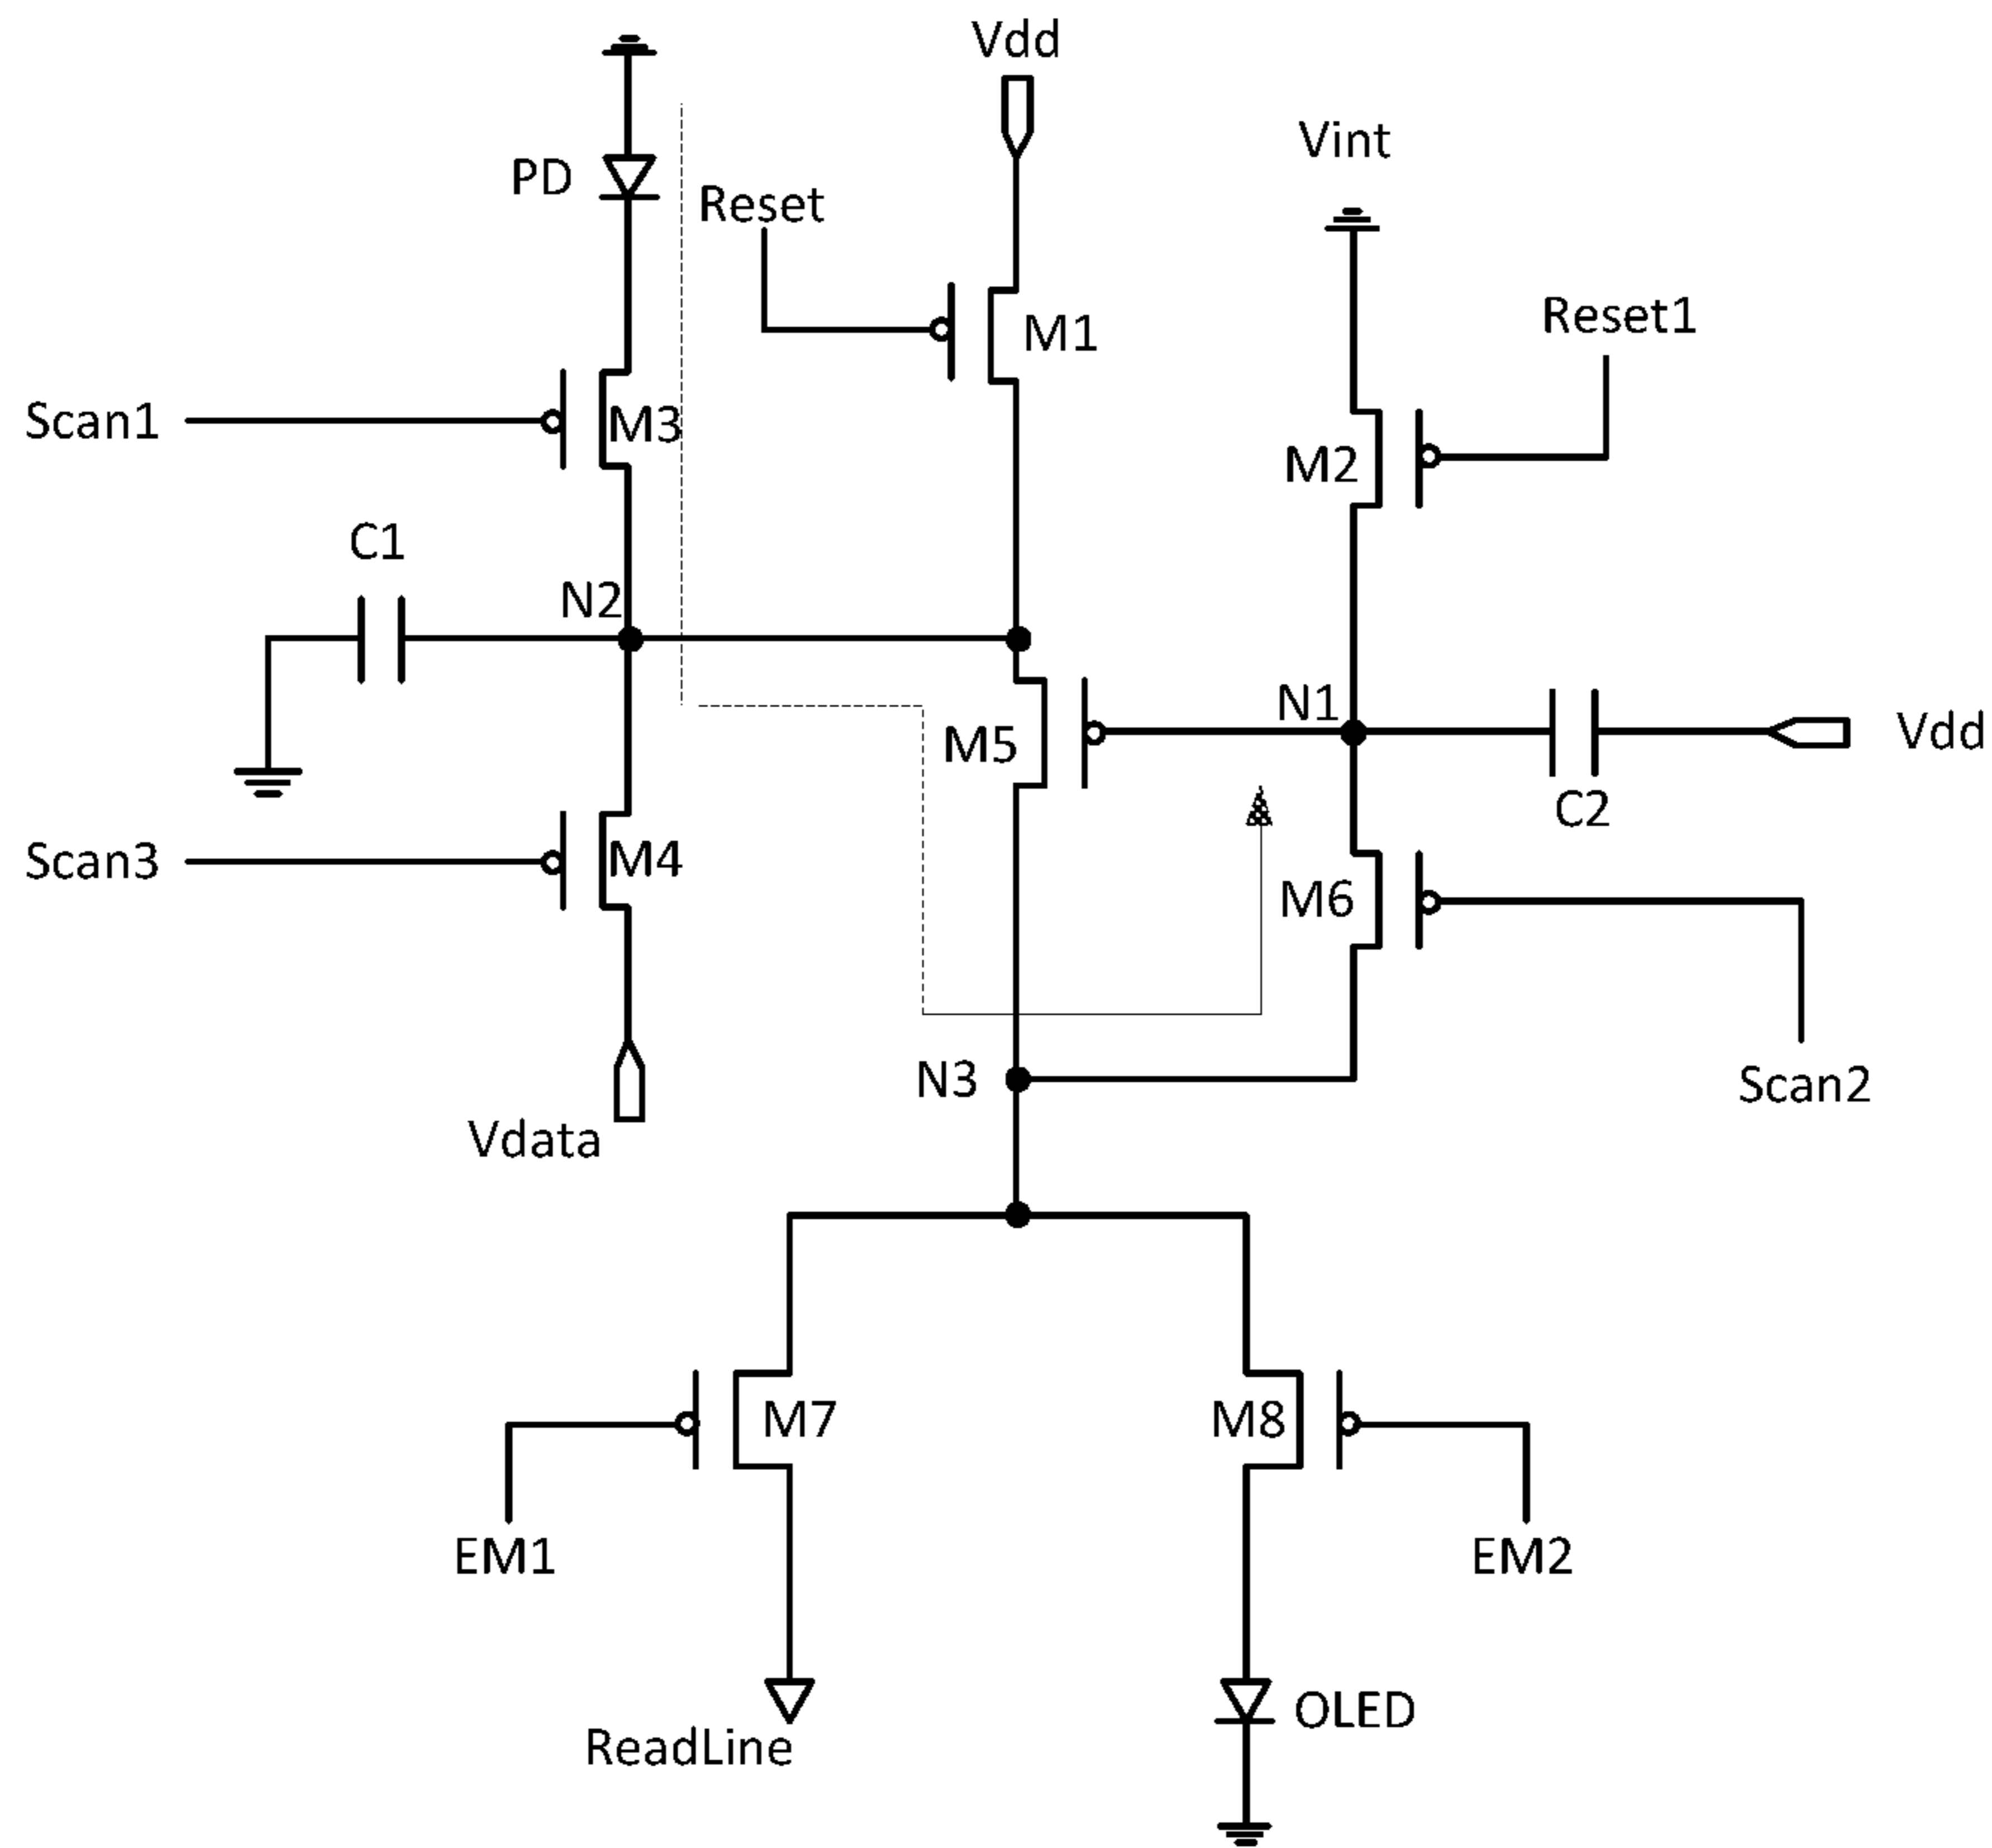 Vdd
Vint
PD
Reset
Reset1
M1
Scan1
M3
M2
C1
N2
N1
M5
Vdd
C2
Scan3
M4
M6
N3
Scan2
Vdata
M7
M8
EM1
EM2
OLED
ReadLine